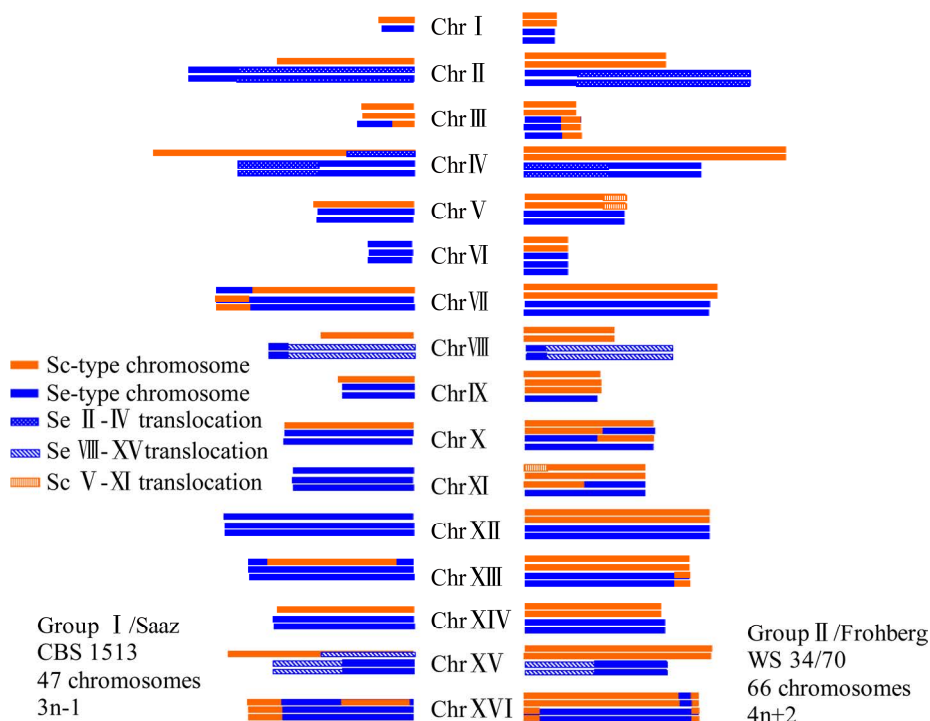 Chr Ⅰ
Chr Ⅱ
Chr Ⅲ
Chr Ⅳ
Chr Ⅴ
Chr Ⅵ
Chr Ⅶ
Chr Ⅷ
Chr Ⅸ
Chr Ⅹ
Chr Ⅺ
Chr Ⅻ
Chr ⅩⅢ
Chr ⅩⅣ
Chr ⅩⅤ
Chr ⅩⅥ
Sc-type chromosome
Se-type chromosome
Se Ⅱ-Ⅳ translocation
Se Ⅷ-ⅩⅤ translocation
Sc Ⅴ-Ⅺ translocation
Group Ⅰ /Saaz
CBS 1513
47 chromosomes
3n-1
Group Ⅱ /Frohberg
WS 34/70
66 chromosomes
4n+2